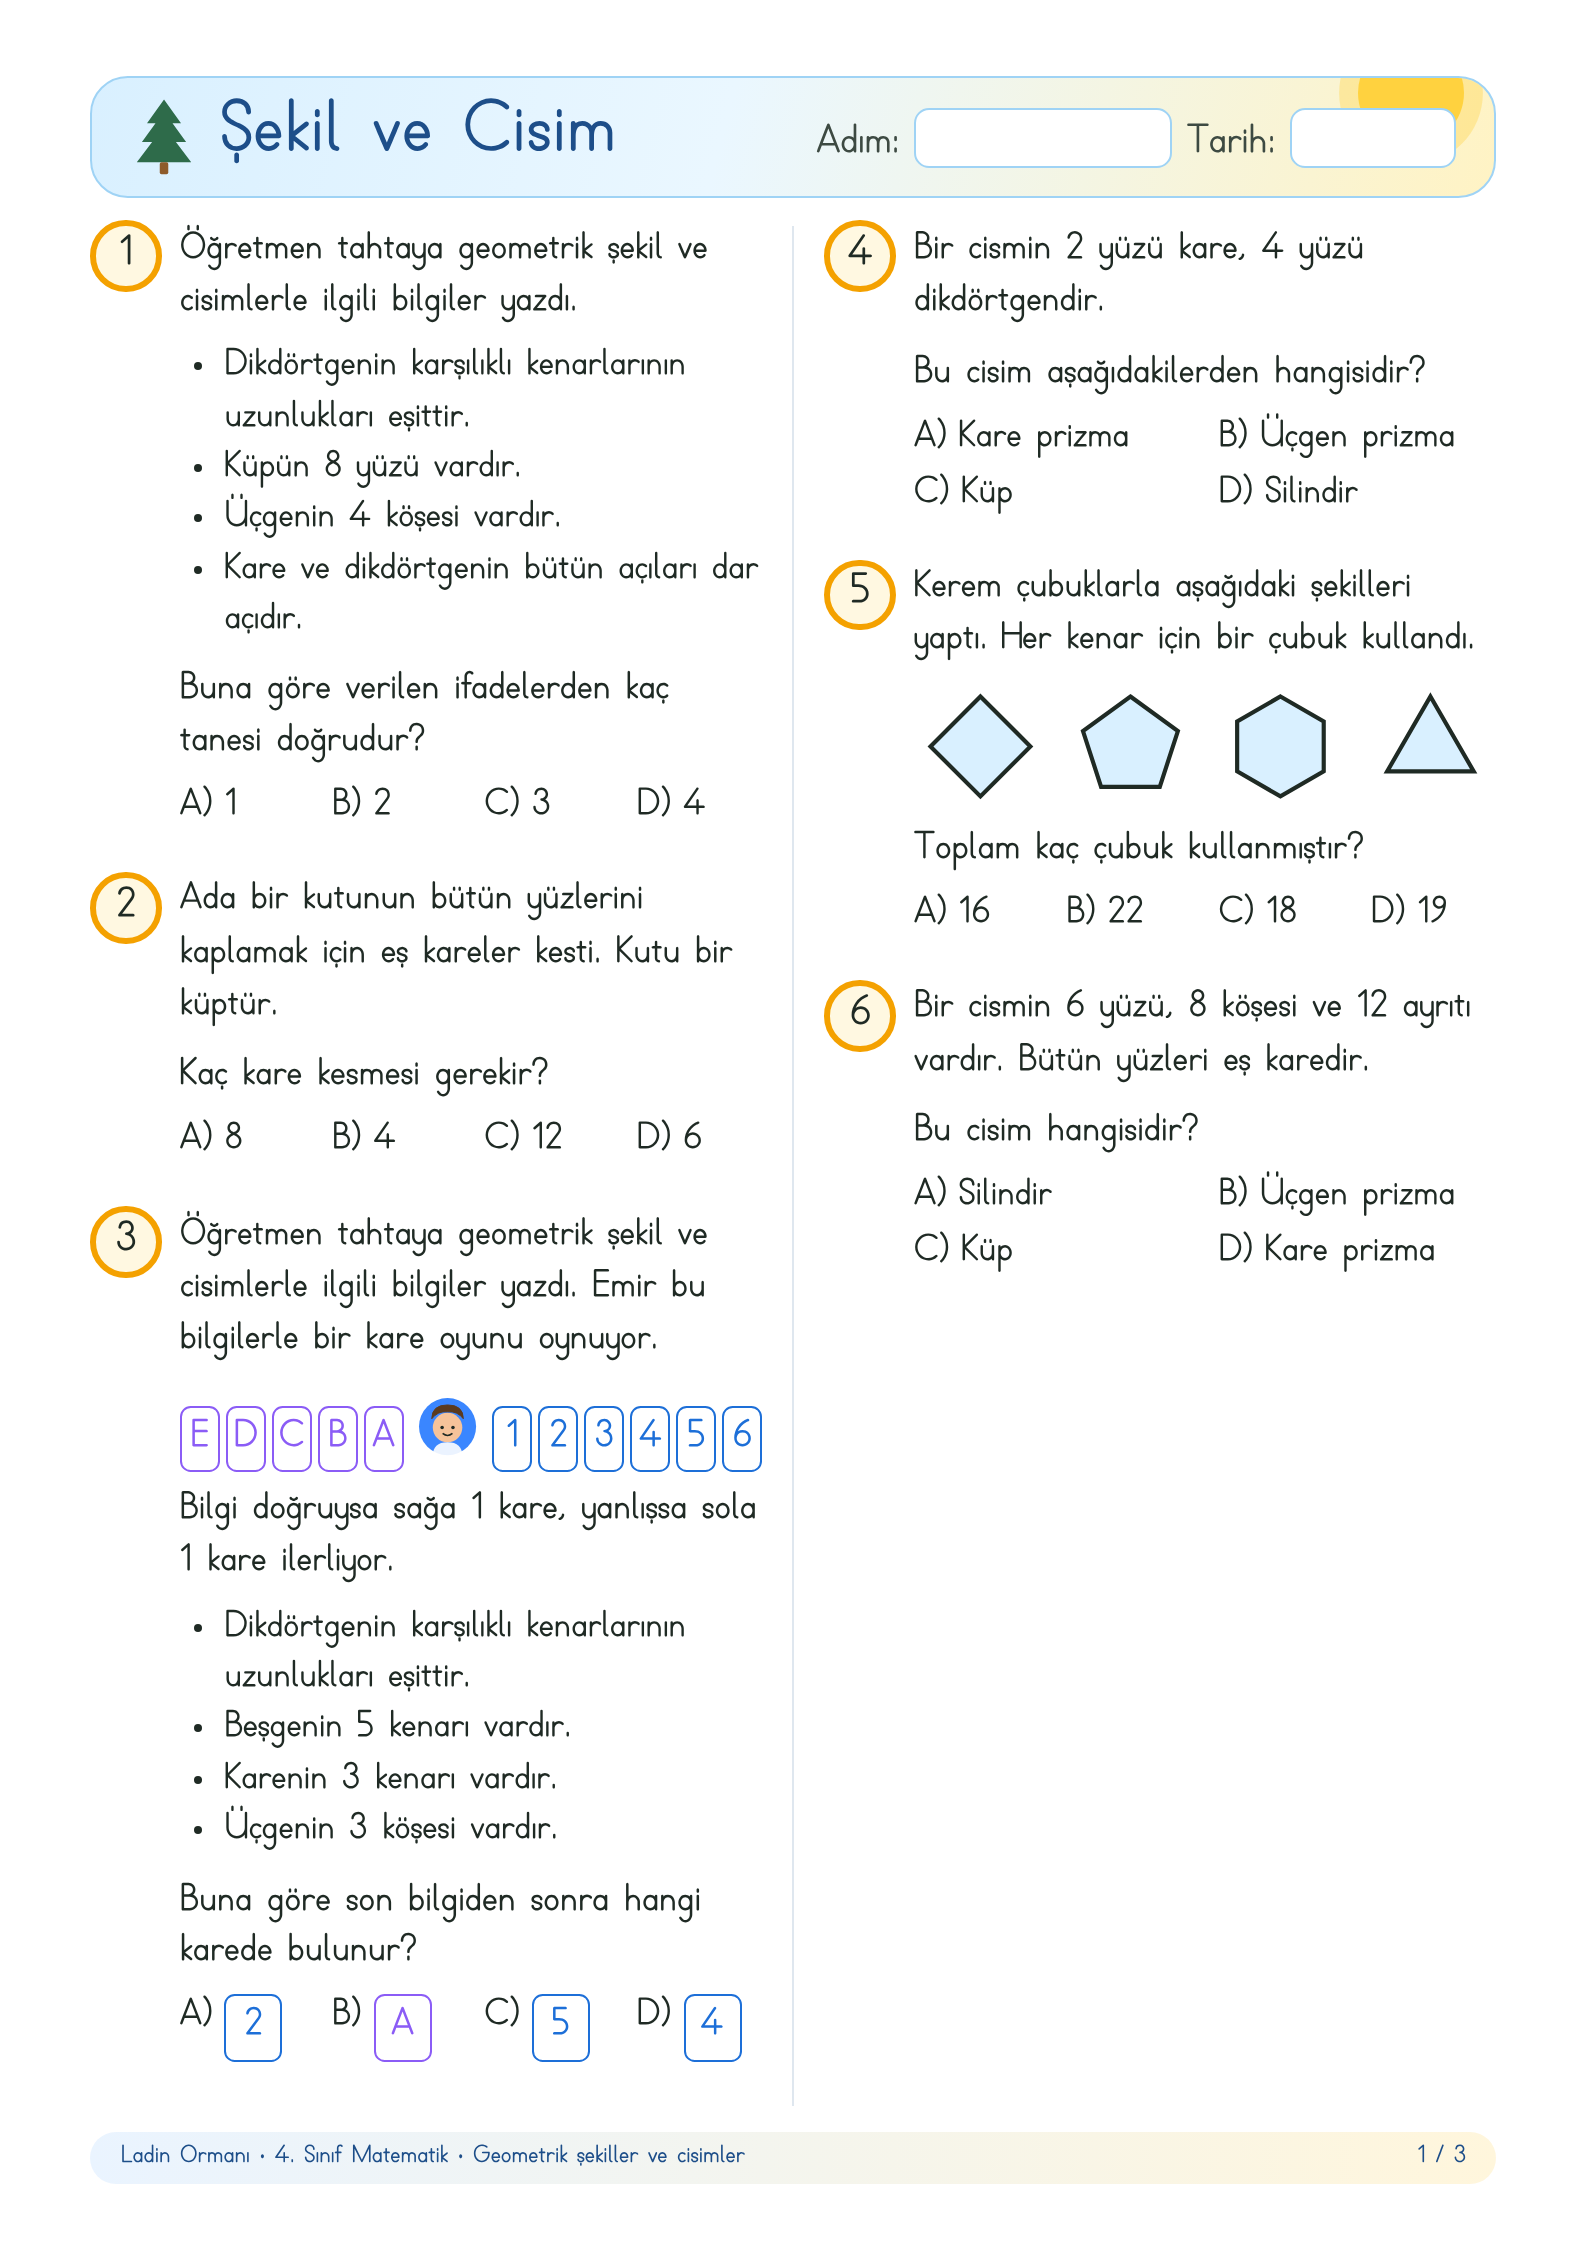 Şekil ve Cisim
Adım:
Tarih:
1
Öğretmen tahtaya geometrik şekil ve
cisimlerle ilgili bilgiler yazdı.
• Dikdörtgenin karşılıklı kenarlarının
uzunlukları eşittir.
• Küpün 8 yüzü vardır.
• Üçgenin 4 köşesi vardır.
• Kare ve dikdörtgenin bütün açıları dar
açıdır.
Buna göre verilen ifadelerden kaç
tanesi doğrudur?
A) 1 B) 2 C) 3 D) 4
2
Ada bir kutunun bütün yüzlerini
kaplamak için eş kareler kesti. Kutu bir
küptür.
Kaç kare kesmesi gerekir?
A) 8 B) 4 C) 12 D) 6
3
Öğretmen tahtaya geometrik şekil ve
cisimlerle ilgili bilgiler yazdı. Emir bu
bilgilerle bir kare oyunu oynuyor.
E D C B A 1 2 3 4 5 6
Bilgi doğruysa sağa 1 kare, yanlışsa sola
1 kare ilerliyor.
• Dikdörtgenin karşılıklı kenarlarının
uzunlukları eşittir.
• Beşgenin 5 kenarı vardır.
• Karenin 3 kenarı vardır.
• Üçgenin 3 köşesi vardır.
Buna göre son bilgiden sonra hangi
karede bulunur?
A) 2 B) A C) 5 D) 4
4
Bir cismin 2 yüzü kare, 4 yüzü
dikdörtgendir.
Bu cisim aşağıdakilerden hangisidir?
A) Kare prizma B) Üçgen prizma
C) Küp D) Silindir
5
Kerem çubuklarla aşağıdaki şekilleri
yaptı. Her kenar için bir çubuk kullandı.
Toplam kaç çubuk kullanmıştır?
A) 16 B) 22 C) 18 D) 19
6
Bir cismin 6 yüzü, 8 köşesi ve 12 ayrıtı
vardır. Bütün yüzleri eş karedir.
Bu cisim hangisidir?
A) Silindir B) Üçgen prizma
C) Küp D) Kare prizma
Ladin Ormanı • 4. Sınıf Matematik • Geometrik şekiller ve cisimler
1 / 3